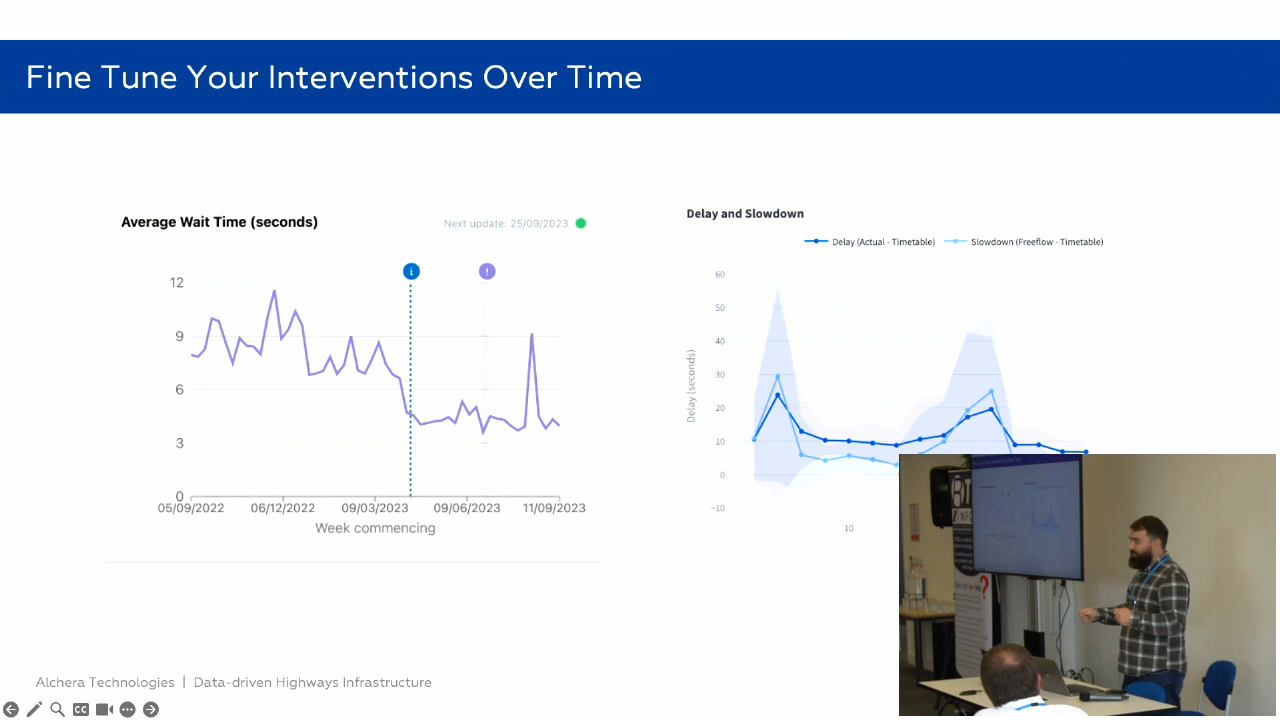 Fine Tune Your Interventions Over Time
Average Wait Time (seconds)
Next update: 25/09/2023
12
9
6
3
0
05/09/2022
06/12/2022
09/03/2023
09/06/2023
11/09/2023
Week commencing
Delay and Slowdown
Delay (Actual - Timetable)
Slowdown (Freeflow - Timetable)
60
50
40
30
20
10
0
−10
Delay (seconds)
10
Alchera Technologies | Data-driven Highways Infrastructure
CC